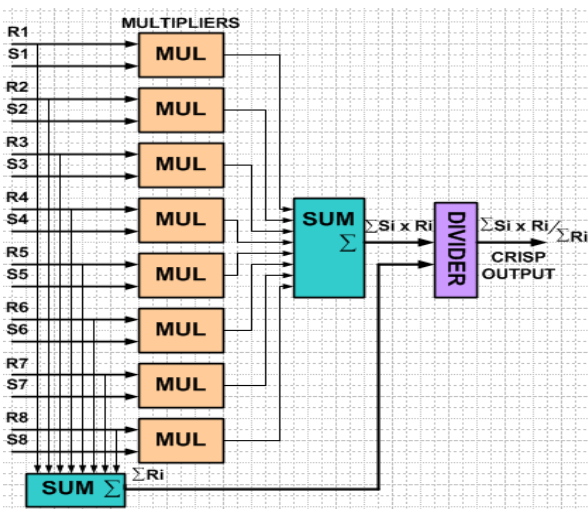 MULTIPLIERS
R1
S1
MUL
R2
S2
MUL
R3
S3
MUL
R4
S4
MUL
R5
S5
MUL
R6
S6
MUL
R7
S7
MUL
R8
S8
MUL
SUM
Σ
ΣSi x Ri
DIVIDER
ΣSi x Ri/ΣRi
CRISP
OUTPUT
ΣRi
SUM Σ